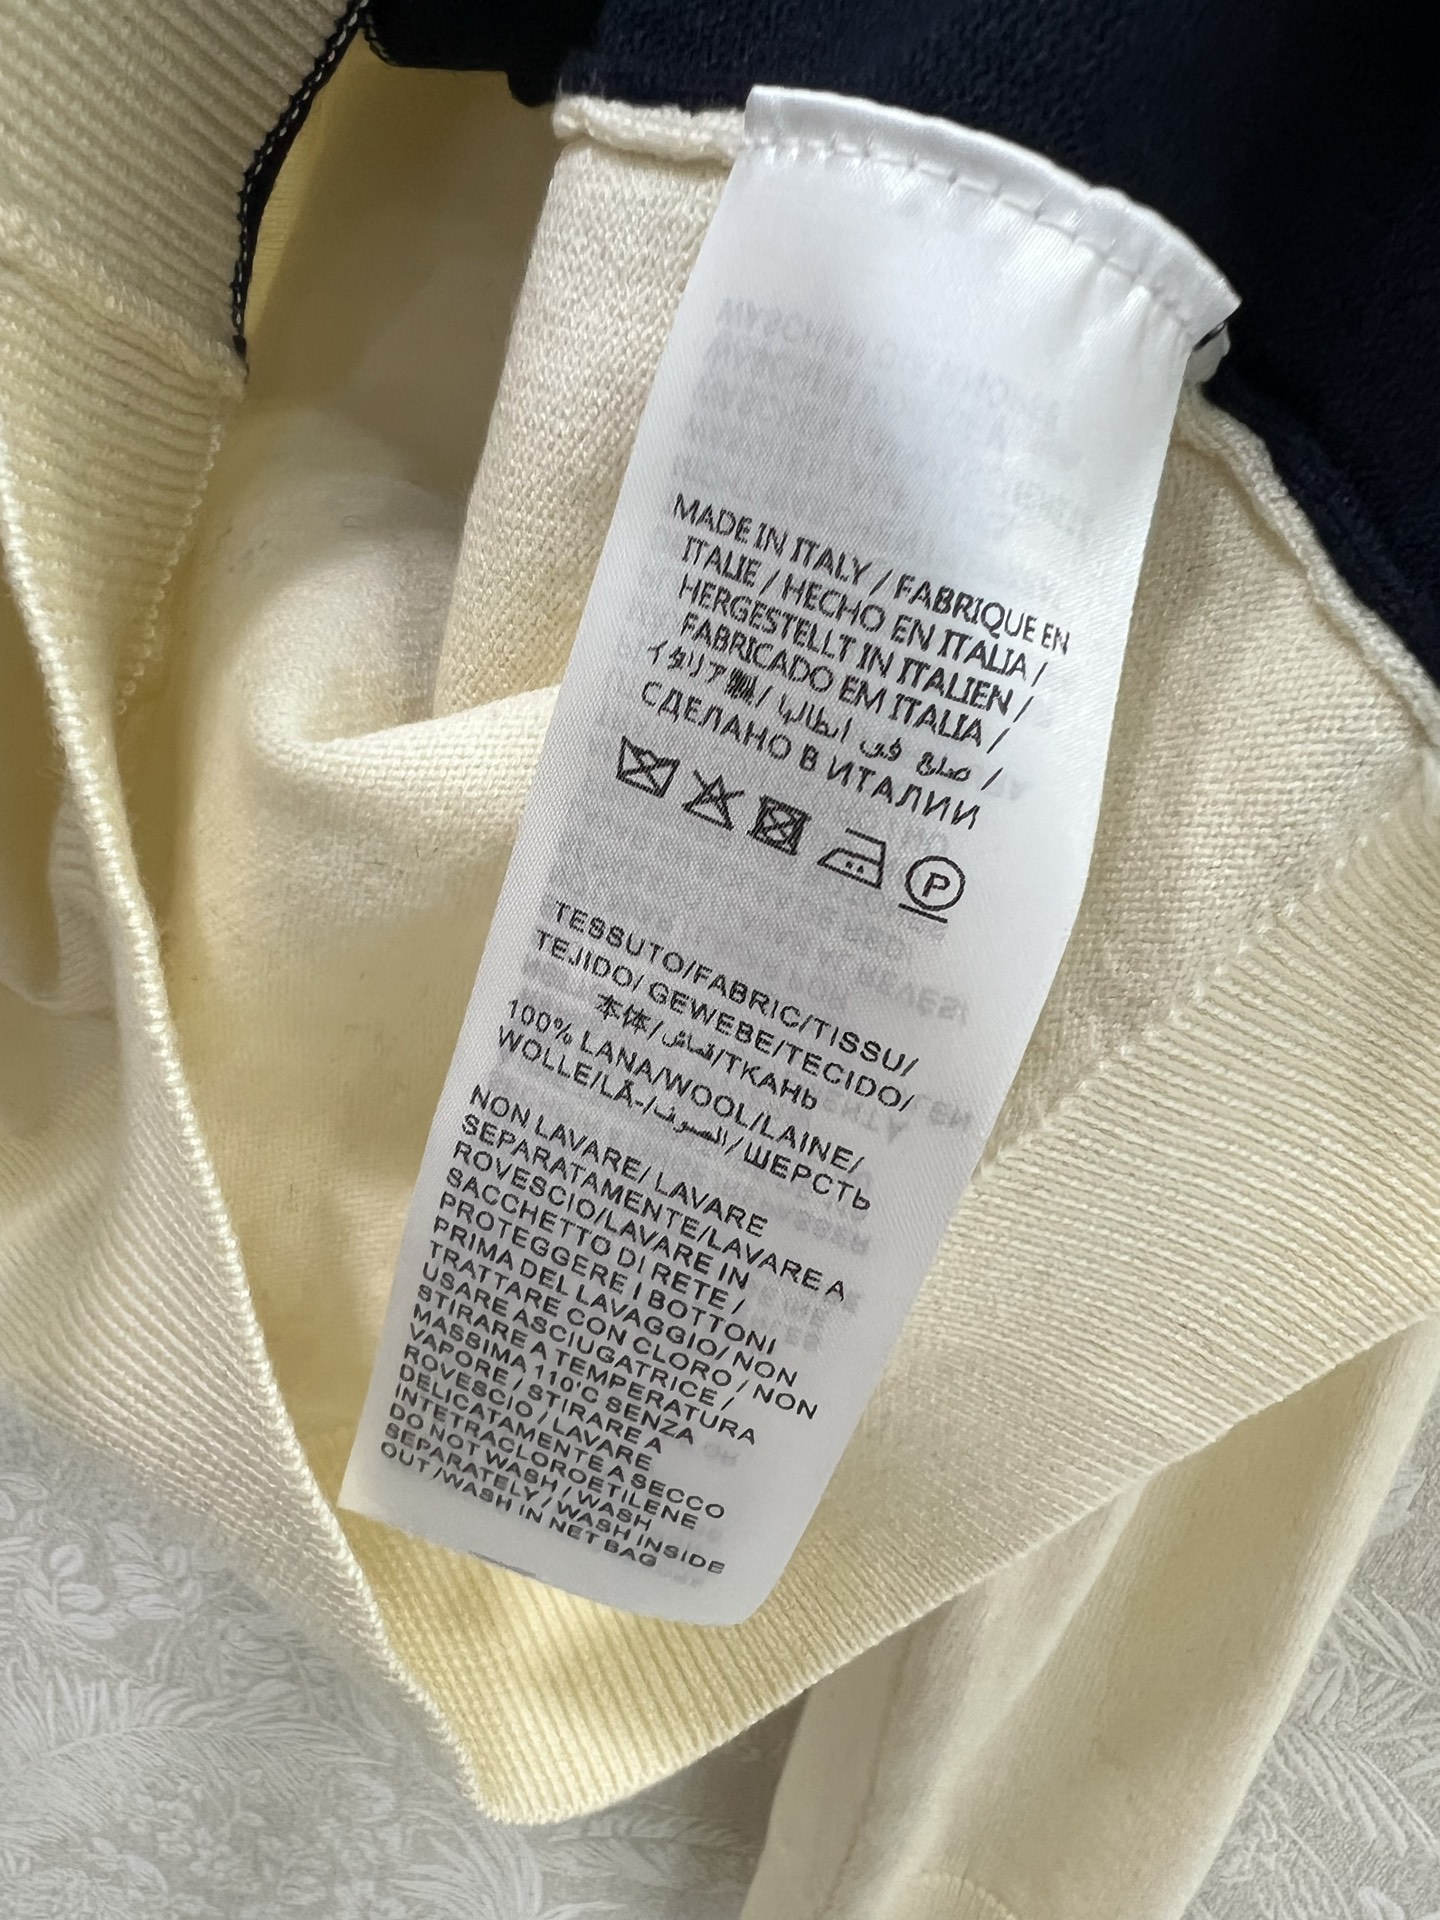 MADE IN ITALY / FABRIQUE EN
ITALIE / HECHO EN ITALIA /
HERGESTELLT IN ITALIEN /
FABRICADO EM ITALIA /
イタリア製 / صنع في ايطاليا /
СДЕЛАНО В ИТАЛИИ
P
TESSUTO/FABRIC/TISSU/
TEJIDO/ GEWEBE/TECIDO/
本体/قماش/ТКАНЬ
100% LANA/WOOL/LAINE/
WOLLE/LÃ-/الصوف/ШЕРСТЬ
NON LAVARE/ LAVARE
SEPARATAMENTE/LAVARE A
ROVESCIO/LAVARE IN
SACCHETTO DI RETE /
PROTEGGERE I BOTTONI
PRIMA DEL LAVAGGIO/ NON
TRATTARE CON CLORO / NON
USARE ASCIUGATRICE /
STIRARE A TEMPERATURA
MASSIMA 110°C SENZA
VAPORE / STIRARE A
ROVESCIO / LAVARE
DELICATAMENTE A SECCO
INTETRACLOROETILENE
DO NOT WASH / WASH
SEPARATELY / WASH INSIDE
OUT /WASH IN NET BAG